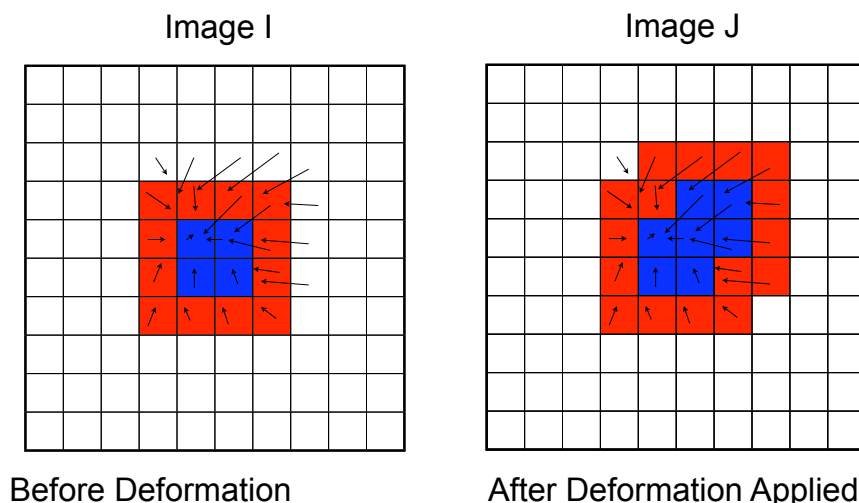 Image I
Image J
Before Deformation
After Deformation Applied